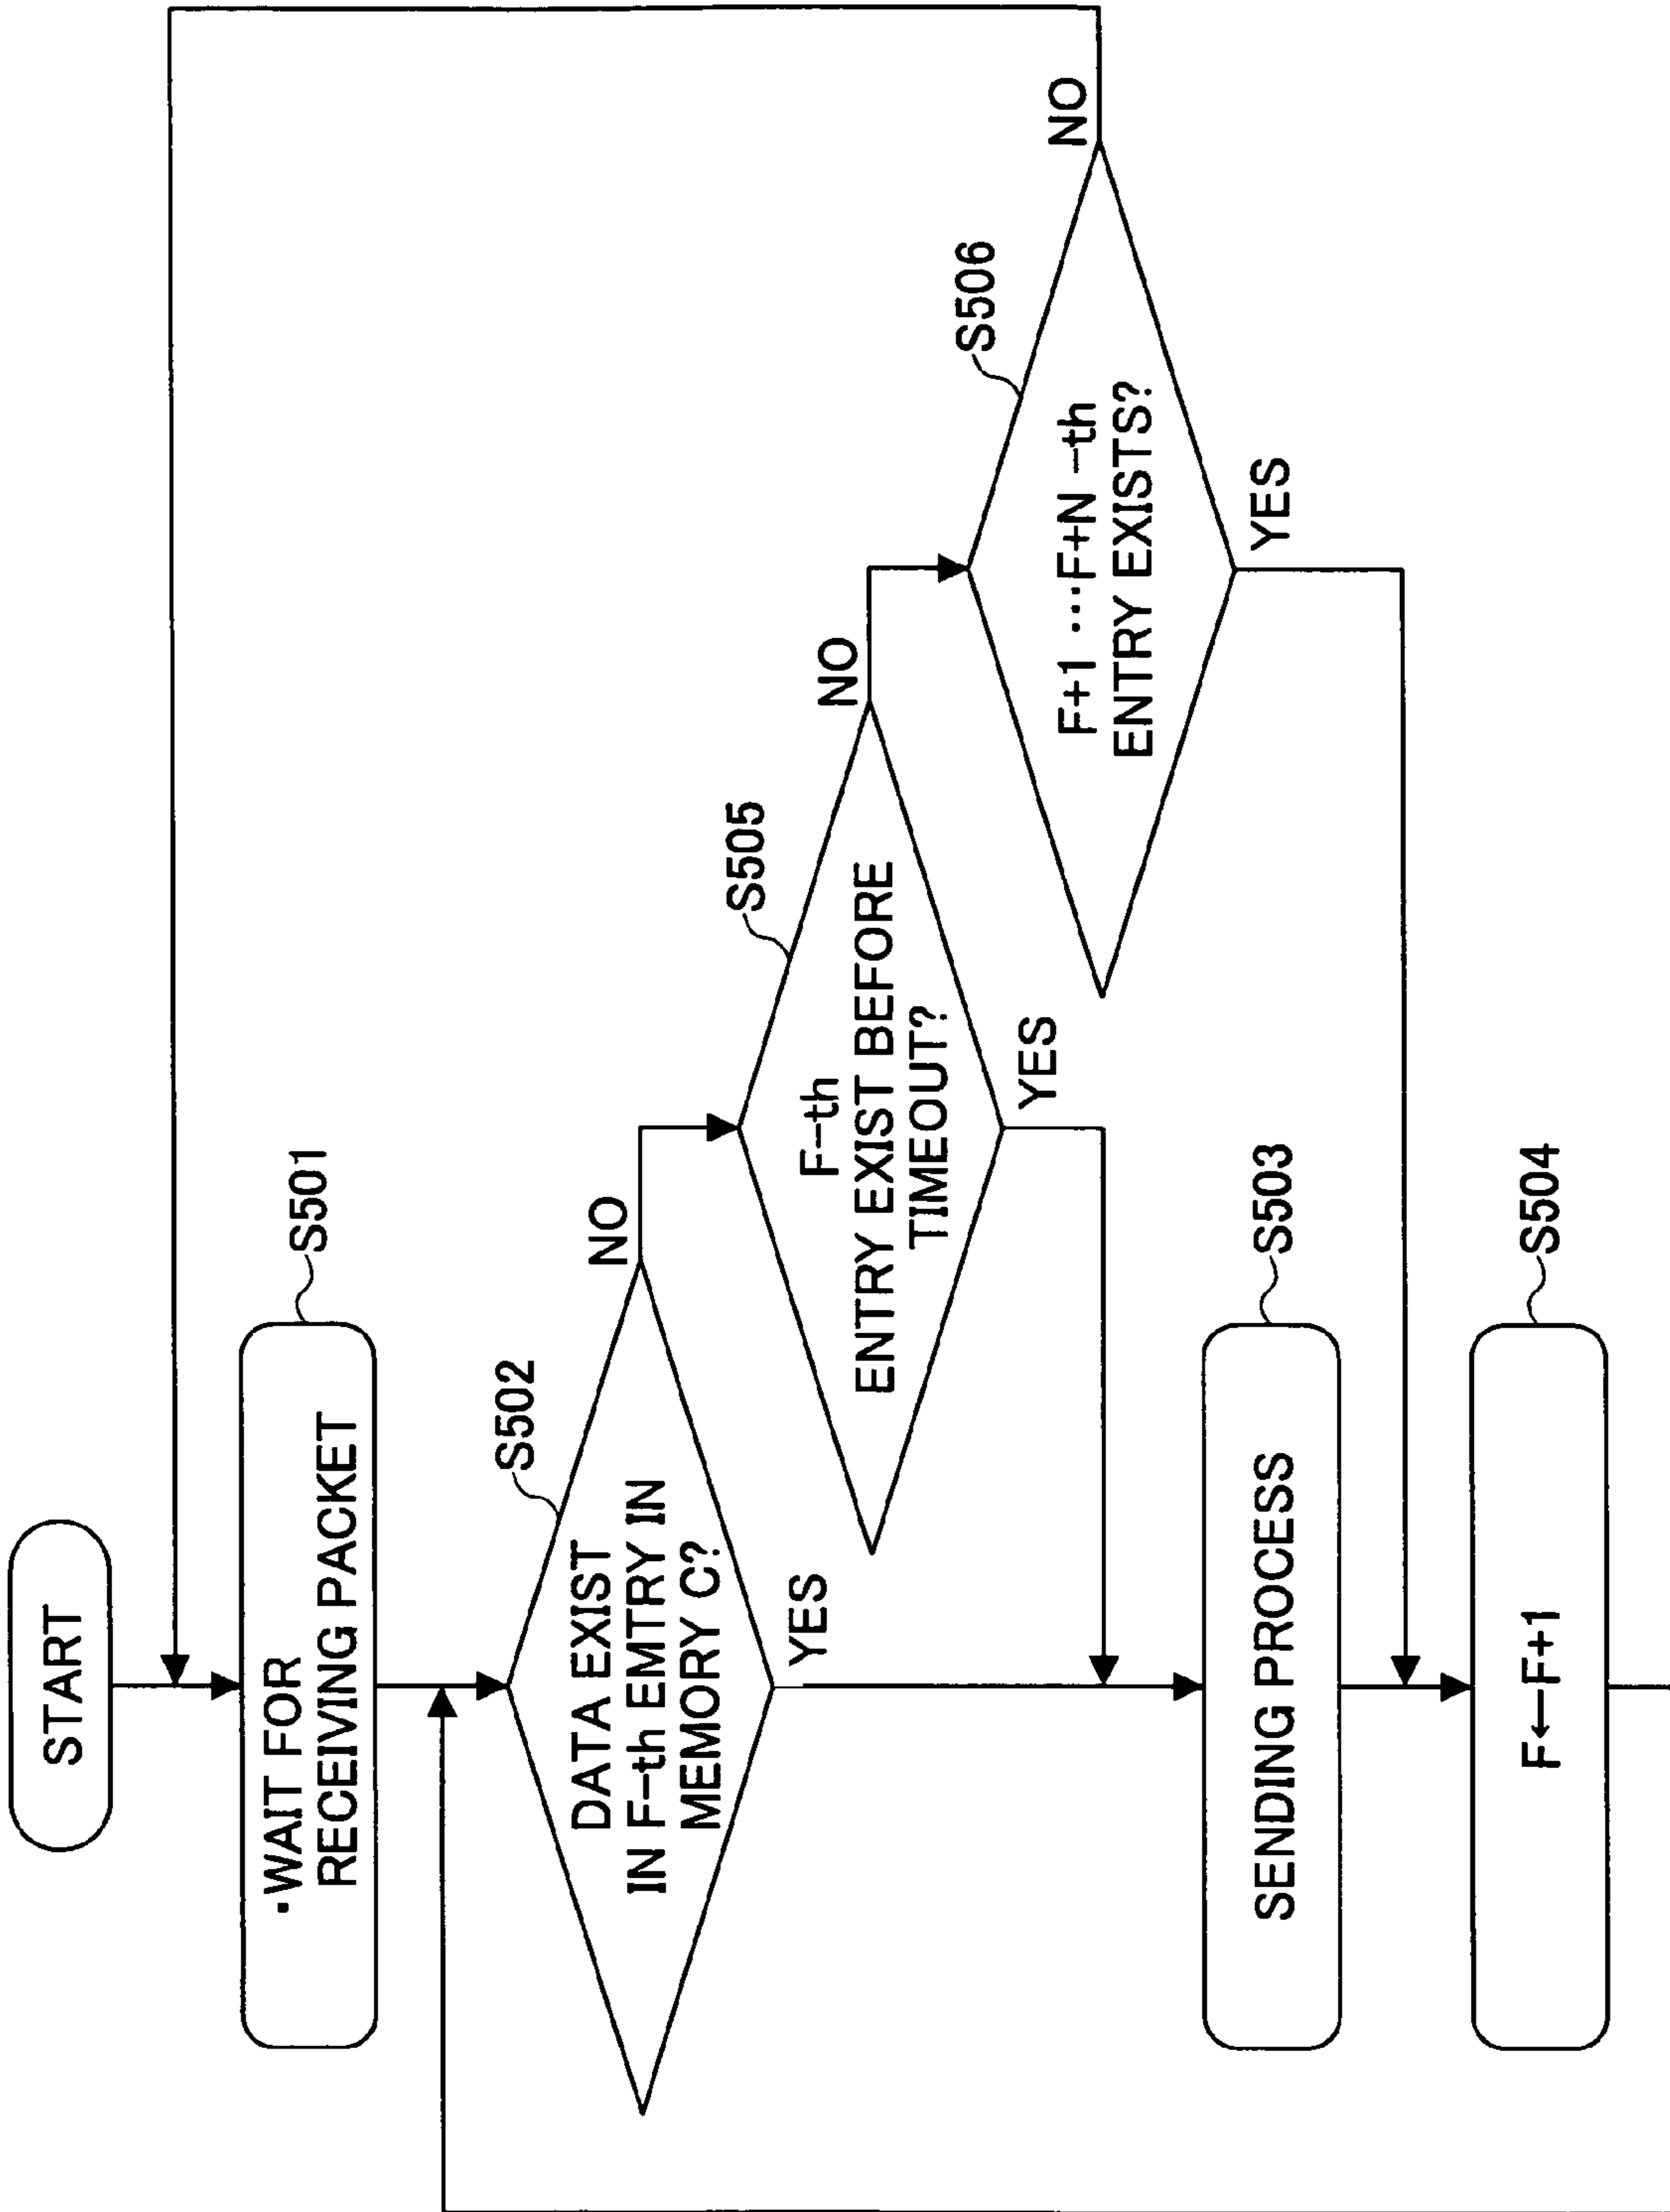 START
·WAIT FOR
RECEIVING PACKET
S501
DATA EXIST
IN F-th EMTRY IN
MEMORY C?
S502
NO
YES
F-th
ENTRY EXIST BEFORE
TIMEOUT?
S505
NO
YES
F+1 ···F+N -th
ENTRY EXISTS?
S506
NO
YES
SENDING PROCESS
S503
F←F+1
S504